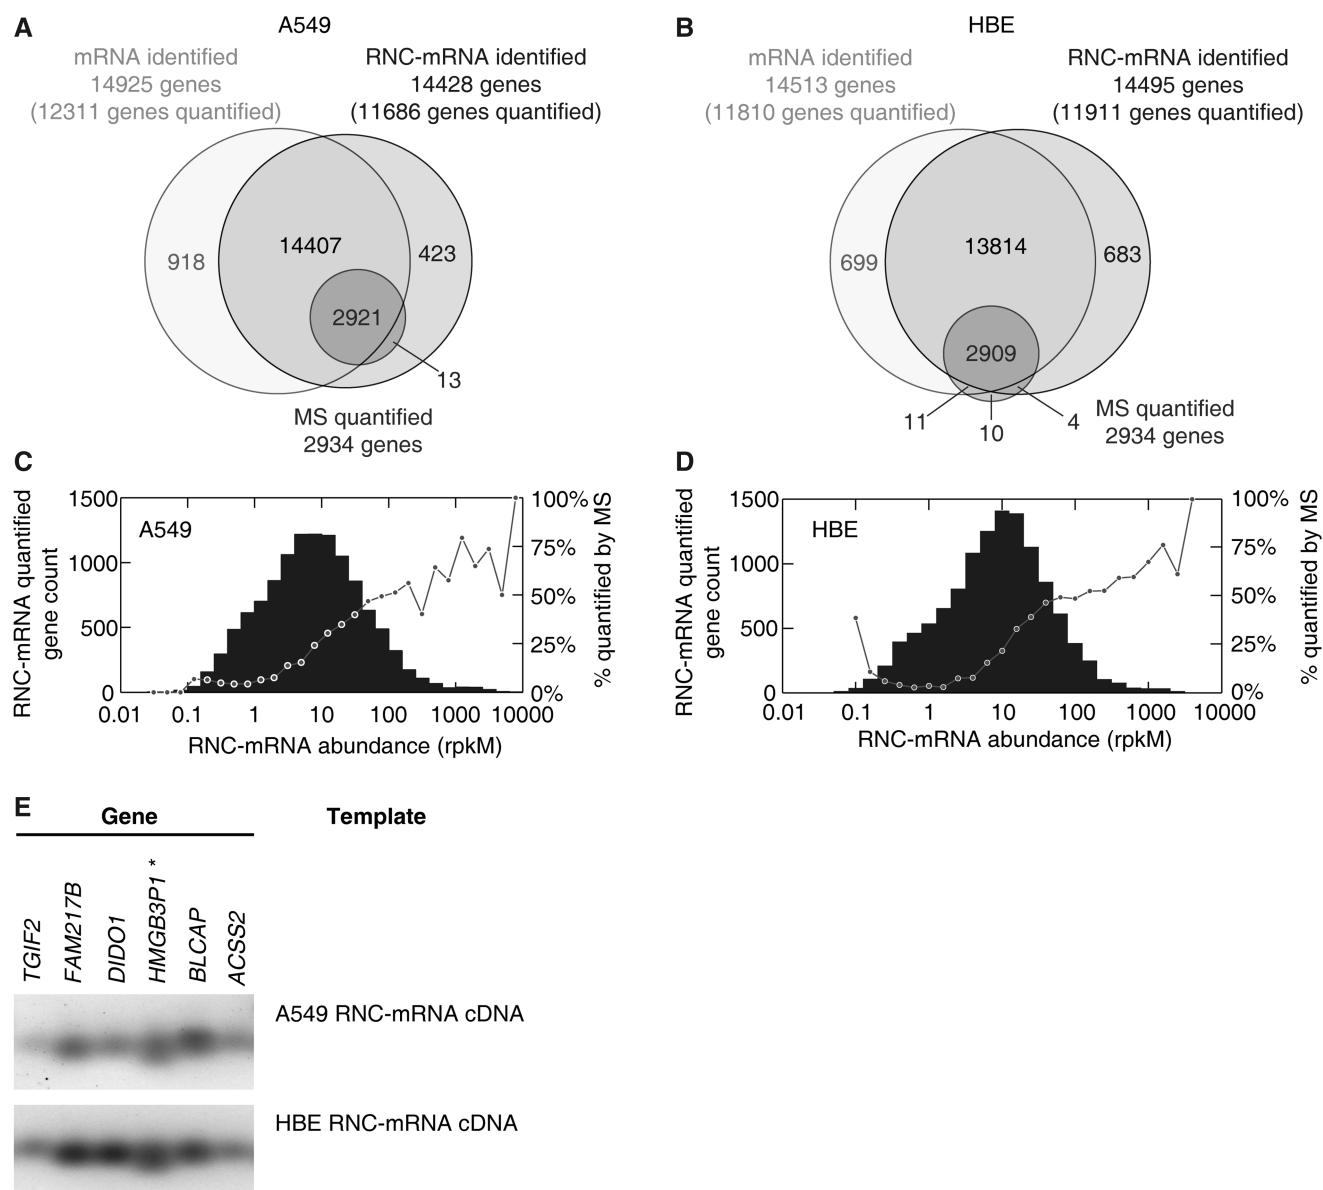 A
A549
mRNA identified
14925 genes
(12311 genes quantified)
RNC-mRNA identified
14428 genes
(11686 genes quantified)
918
14407
423
2921
13
MS quantified
2934 genes
B
HBE
mRNA identified
14513 genes
(11810 genes quantified)
RNC-mRNA identified
14495 genes
(11911 genes quantified)
699
13814
683
2909
11
10
4
MS quantified
2934 genes
C
RNC-mRNA quantified
gene count
1500
1000
500
0
A549
100%
75%
50%
25%
0%
% quantified by MS
0.01 0.1 1 10 100 1000 10000
RNC-mRNA abundance (rpkM)
D
RNC-mRNA quantified
gene count
1500
1000
500
0
HBE
100%
75%
50%
25%
0%
% quantified by MS
0.01 0.1 1 10 100 1000 10000
RNC-mRNA abundance (rpkM)
E
Gene
Template
TGIF2
FAM217B
DIDO1
HMGB3P1 *
BLCAP
ACSS2
A549 RNC-mRNA cDNA
HBE RNC-mRNA cDNA